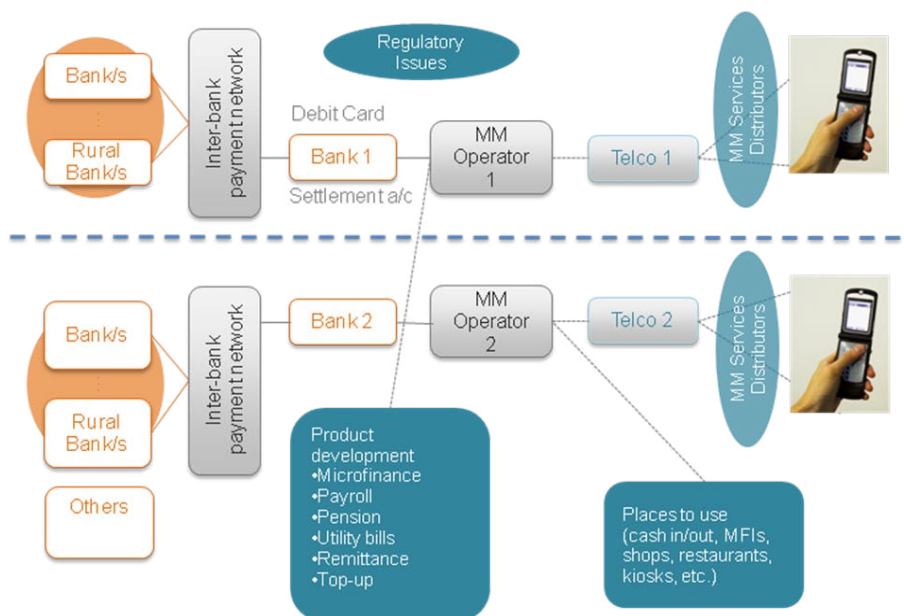 Regulatory
Issues
Bank/s
Rural
Bank/s
Inter-bank
payment network
Debit Card
Bank 1
Settlement a/c
MM
Operator
1
Telco 1
MM Services
Distributors
Bank/s
Rural
Bank/s
Others
Inter-bank
payment network
Bank 2
MM
Operator
2
Telco 2
MM Services
Distributors
Product
development
•Microfinance
•Payroll
•Pension
•Utility bills
•Remittance
•Top-up
Places to use
(cash in/out, MFIs,
shops, restaurants,
kiosks, etc.)